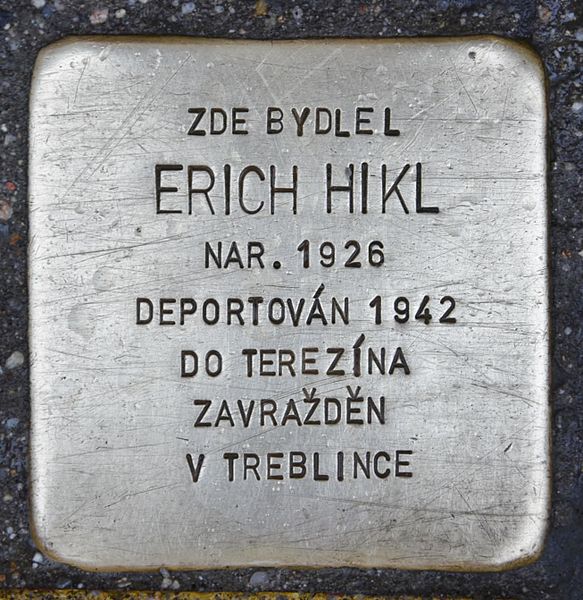 ZDE BYDLEL
ERICH HIKL
NAR. 1926
DEPORTOVÁN 1942
DO TEREZÍNA
ZAVRAŽDĚN
V TREBLINCE